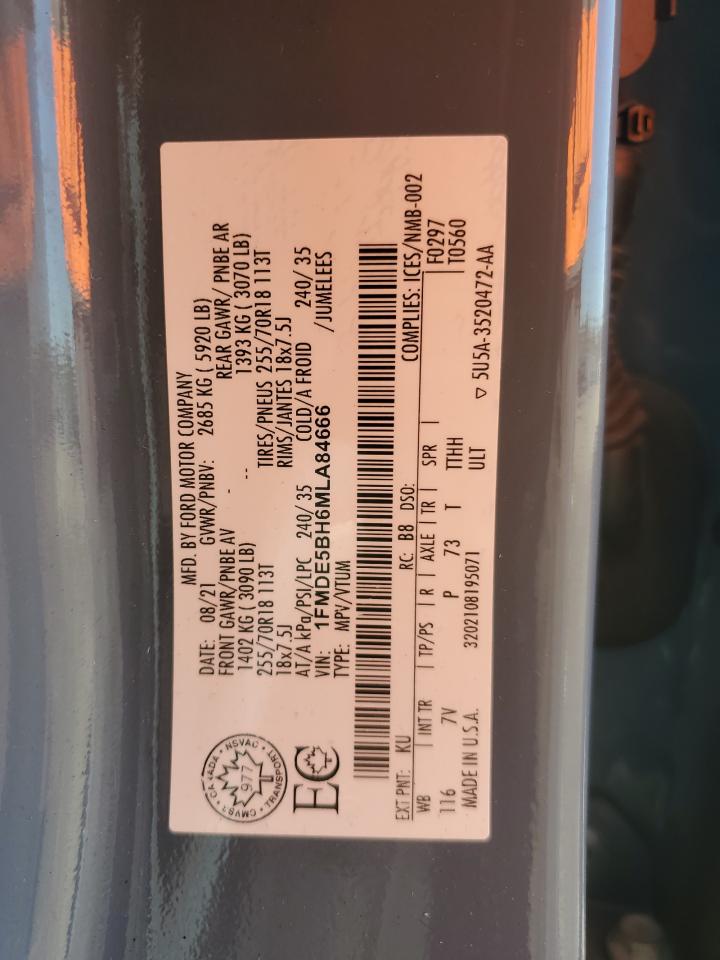 MFD. BY FORD MOTOR COMPANY
DATE: 08/21 GVWR/PNBV: 2685 KG ( 5920 LB)
FRONT GAWR/PNBE AV REAR GAWR/ PNBE AR
1402 KG ( 3090 LB) - -- 1393 KG ( 3070 LB)
255/70R18 113T TIRES/PNEUS 255/70R18 113T
18x7.5J RIMS/JANTES 18x7.5J
AT/A kPa/PSI/LPC 240/ 35 COLD/A FROID 240/ 35
VIN: 1FMDE5BH6MLA84666 /JUMELEES
TYPE: MPV/VTUM
CANADA · NSVAC · TRANSPORT · CMVSS
977
EC
EXT PNT: KU RC: B8 DSO: COMPLIES: ICES/NMB-002
WB | INT TR | TP/PS | R | AXLE | TR | SPR | F0297
116 7V P 73 T TTHH T0560
MADE IN U.S.A. 3202108195071 ULT
▽ 5U5A-3520472-AA